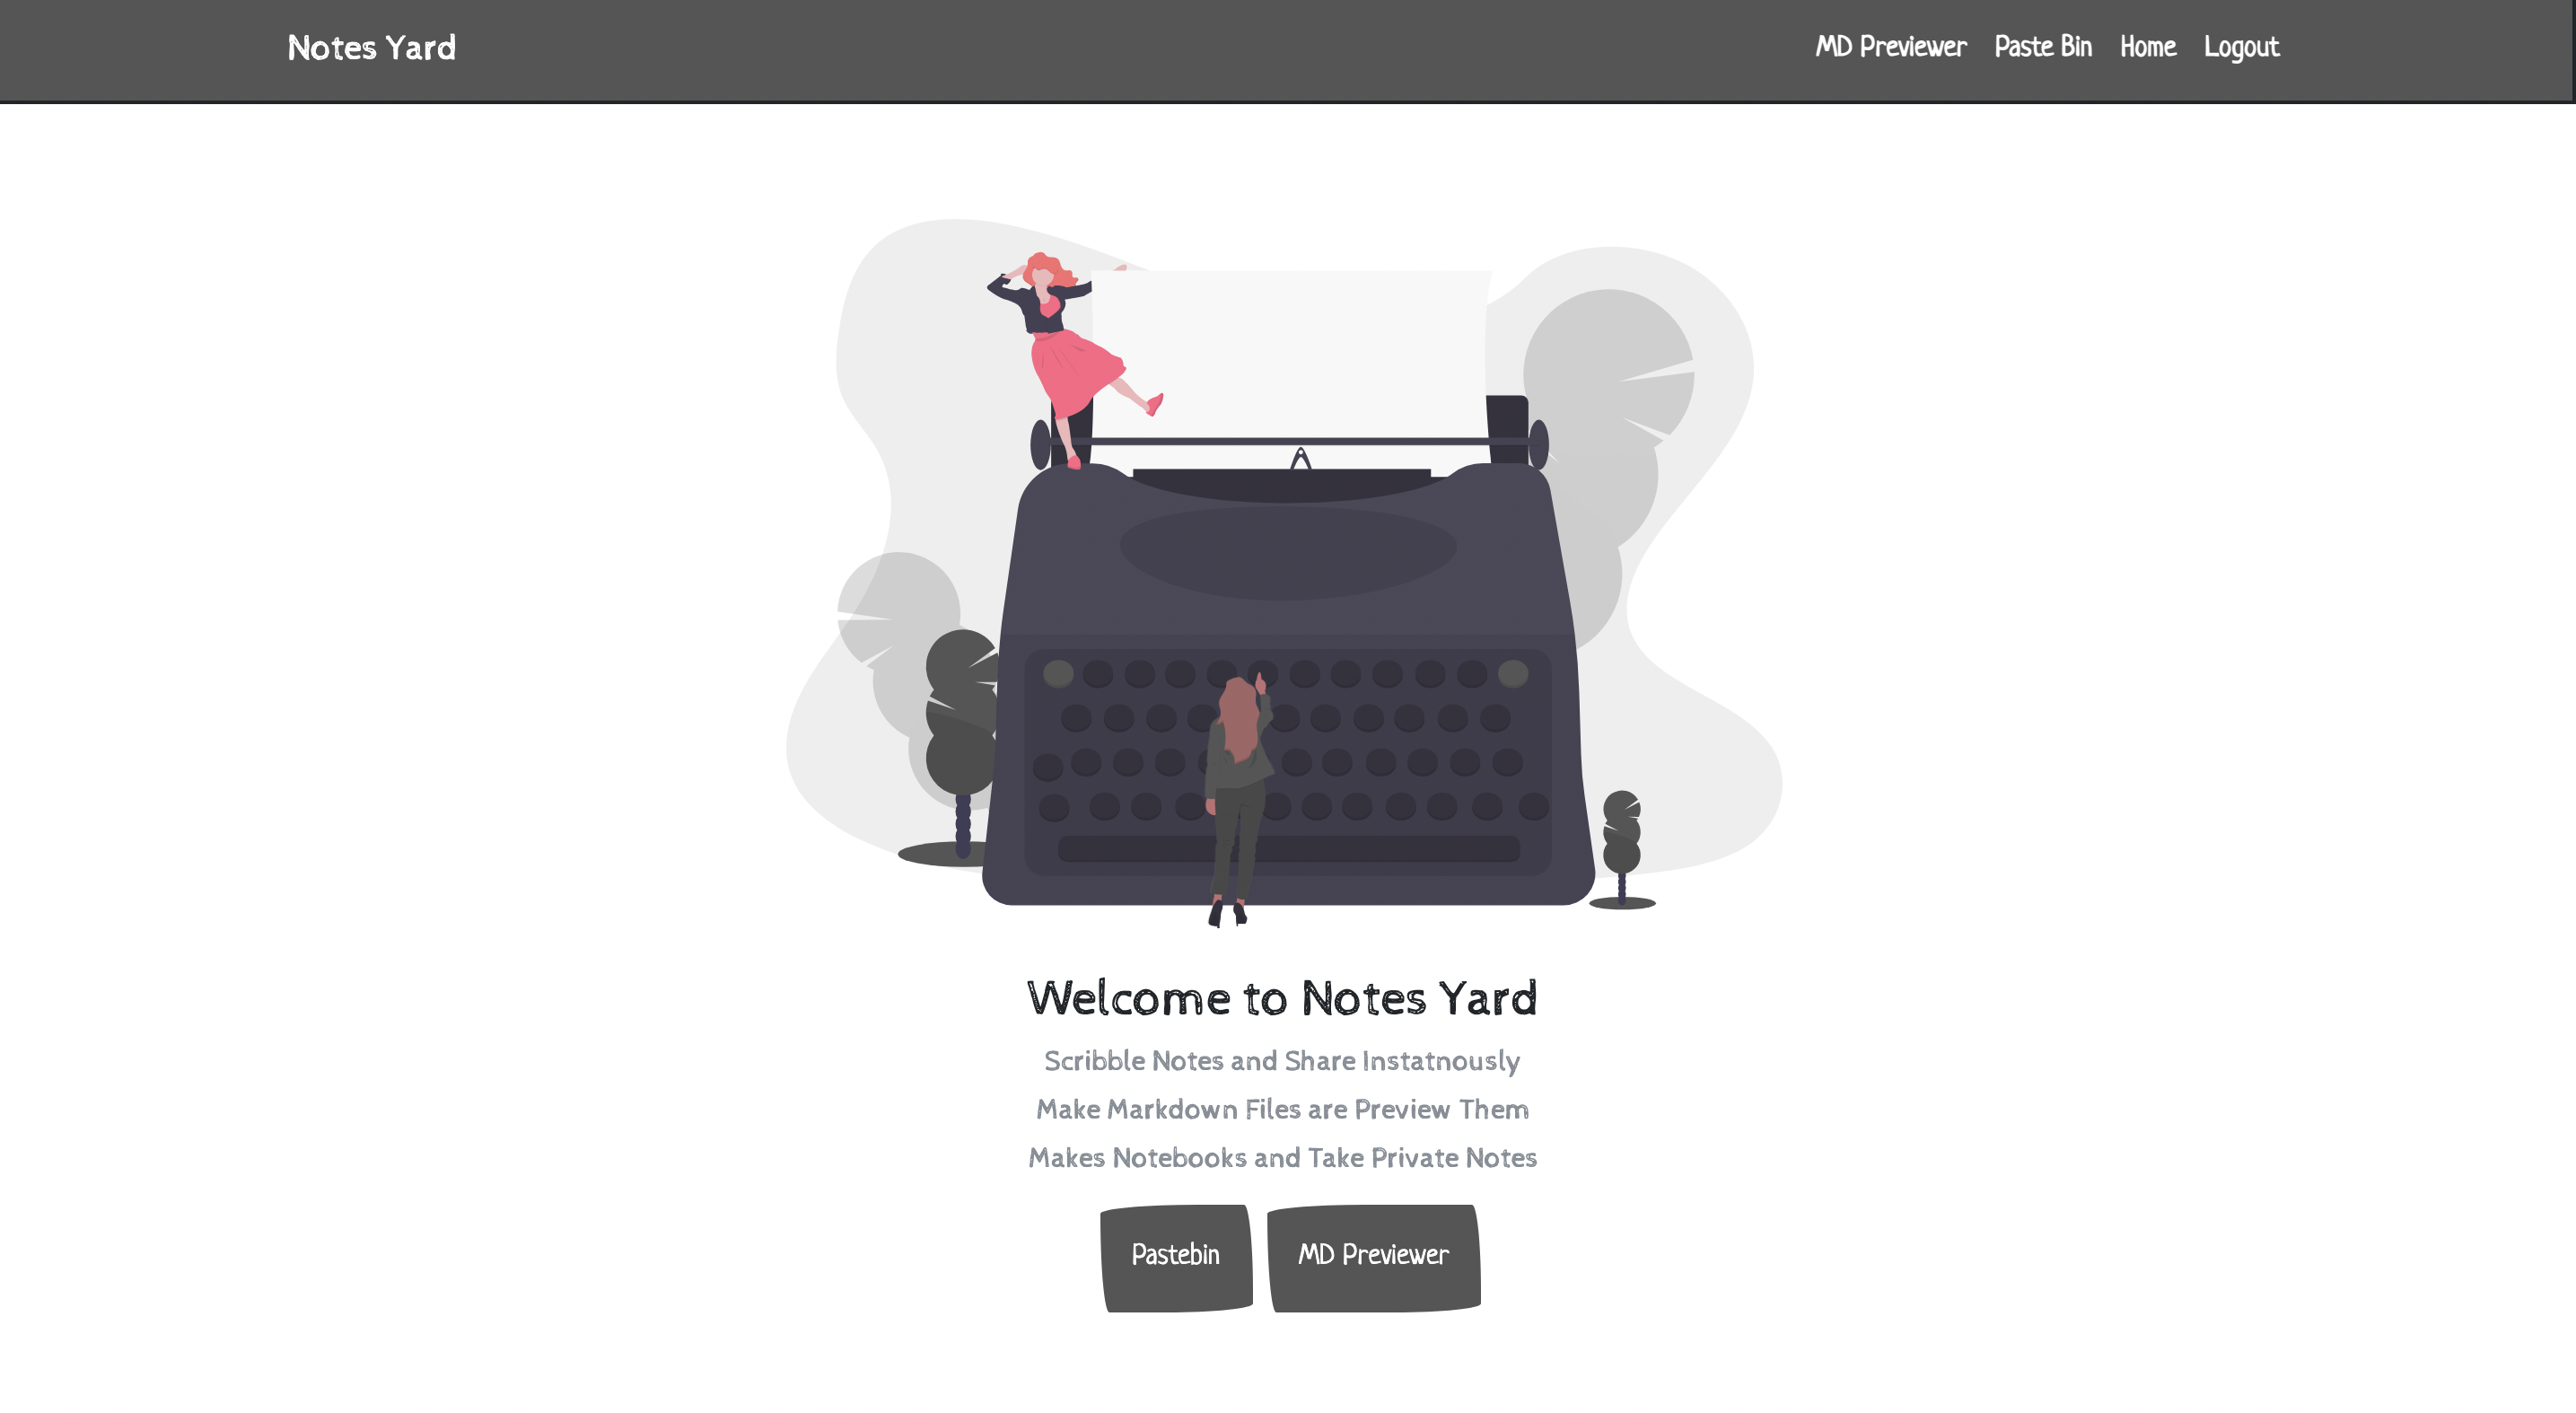 Notes Yard
MD Previewer Paste Bin Home Logout
Welcome to Notes Yard
Scribble Notes and Share Instatnously
Make Markdown Files are Preview Them
Makes Notebooks and Take Private Notes
Pastebin MD Previewer